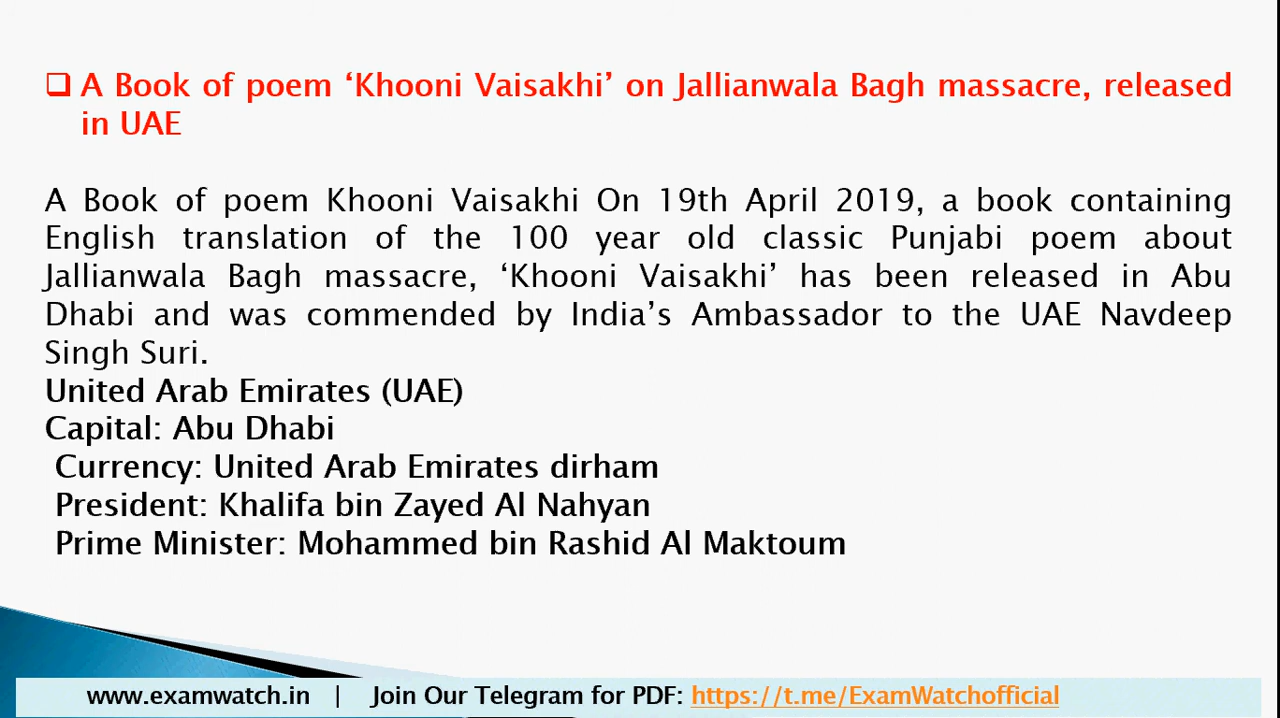 ❑ A Book of poem ‘Khooni Vaisakhi’ on Jallianwala Bagh massacre, released
in UAE
A Book of poem Khooni Vaisakhi On 19th April 2019, a book containing
English translation of the 100 year old classic Punjabi poem about
Jallianwala Bagh massacre, ‘Khooni Vaisakhi’ has been released in Abu
Dhabi and was commended by India’s Ambassador to the UAE Navdeep
Singh Suri.
United Arab Emirates (UAE)
Capital: Abu Dhabi
Currency: United Arab Emirates dirham
President: Khalifa bin Zayed Al Nahyan
Prime Minister: Mohammed bin Rashid Al Maktoum
www.examwatch.in | Join Our Telegram for PDF: https://t.me/ExamWatchofficial